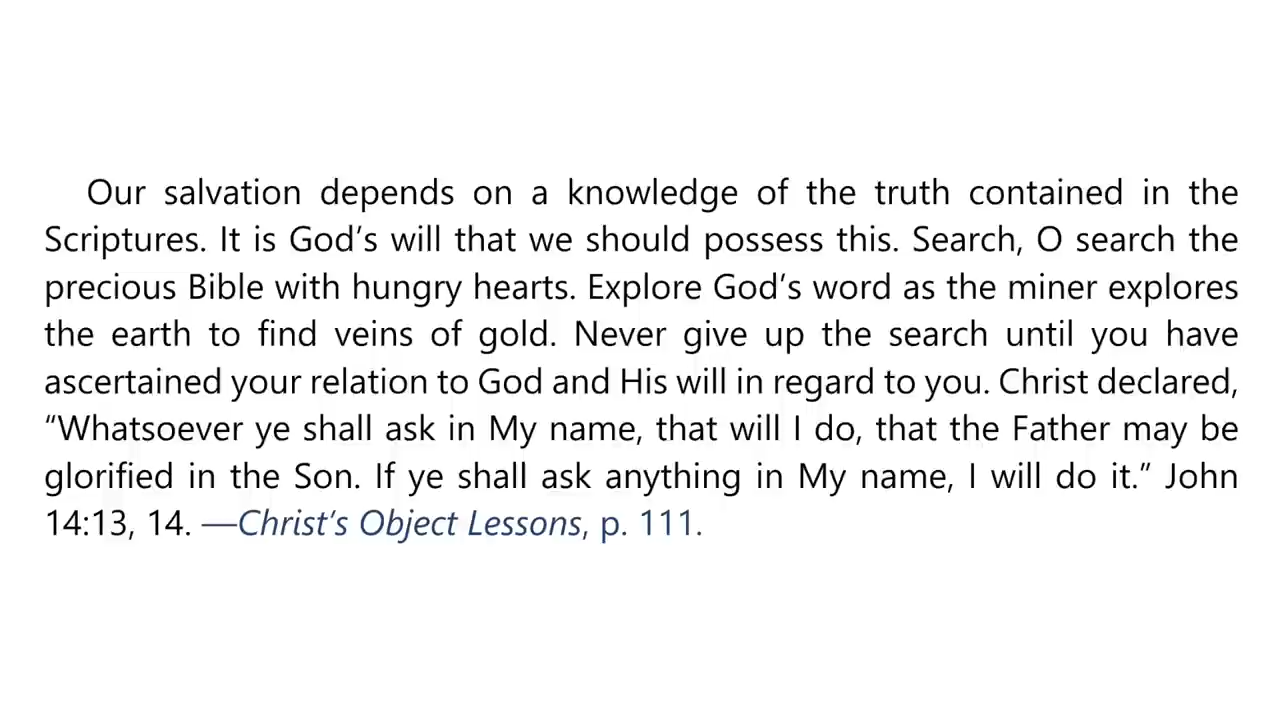 Our salvation depends on a knowledge of the truth contained in the
Scriptures. It is God’s will that we should possess this. Search, O search the
precious Bible with hungry hearts. Explore God’s word as the miner explores
the earth to find veins of gold. Never give up the search until you have
ascertained your relation to God and His will in regard to you. Christ declared,
“Whatsoever ye shall ask in My name, that will I do, that the Father may be
glorified in the Son. If ye shall ask anything in My name, I will do it.” John
14:13, 14. —Christ’s Object Lessons, p. 111.